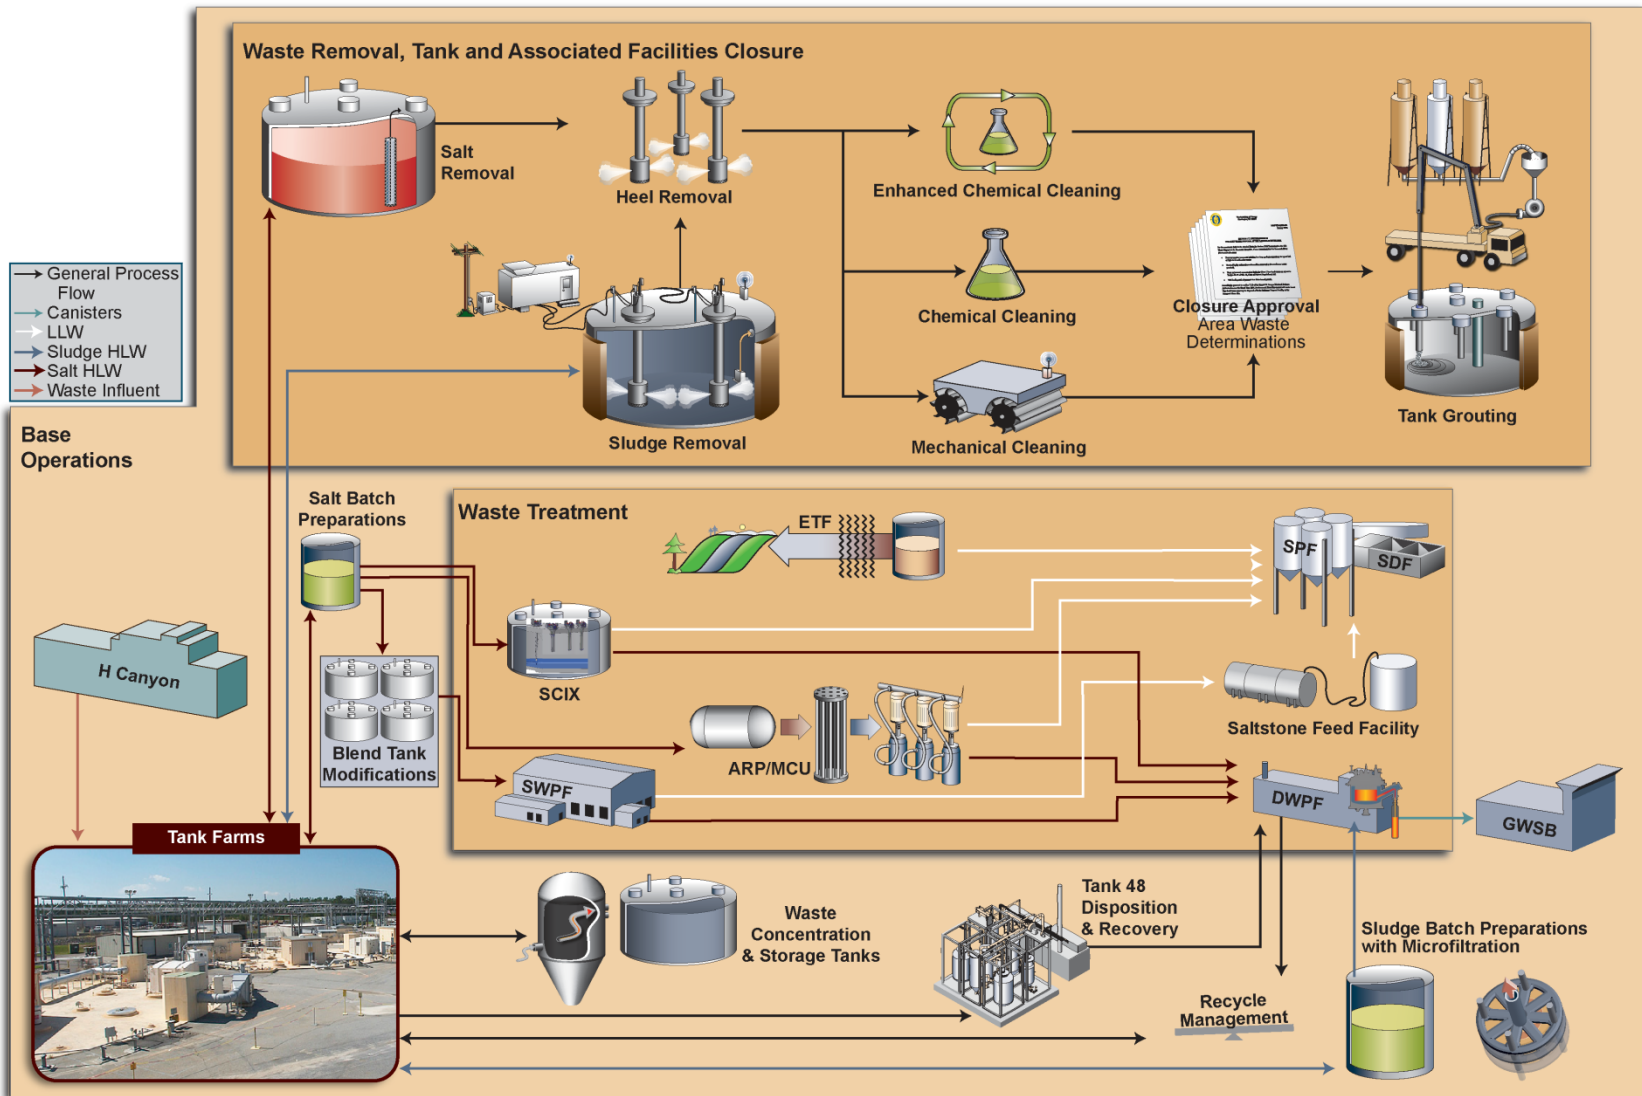 Waste Removal, Tank and Associated Facilities Closure
Salt
Removal
Heel Removal
Enhanced Chemical Cleaning
Chemical Cleaning
Closure Approval
Area Waste
Determinations
Mechanical Cleaning
Sludge Removal
Tank Grouting
General Process
Flow
Canisters
LLW
Sludge HLW
Salt HLW
Waste Influent
Base
Operations
Salt Batch
Preparations
Waste Treatment
ETF
SPF
SDF
H Canyon
SCIX
Blend Tank
Modifications
ARP/MCU
SWPF
Saltstone Feed Facility
DWPF
GWSB
Tank Farms
Waste
Concentration
& Storage Tanks
Tank 48
Disposition
& Recovery
Recycle
Management
Sludge Batch Preparations
with Microfiltration